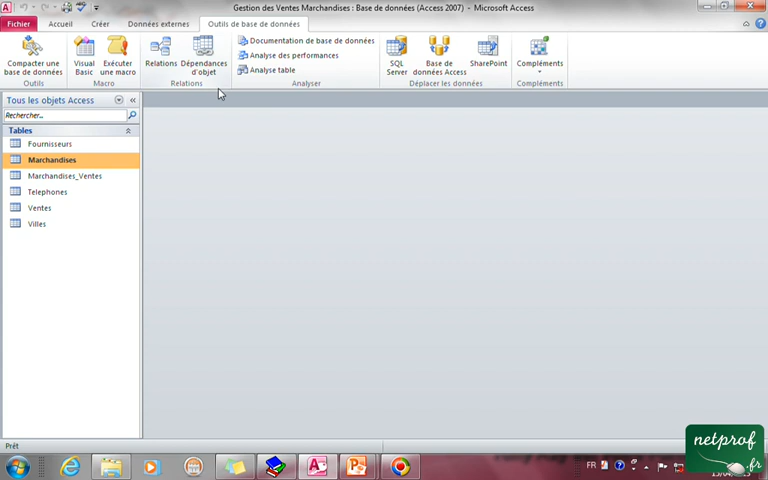 Gestion des Ventes Marchandises : Base de données (Access 2007) - Microsoft Access
Fichier Accueil Créer Données externes Outils de base de données
Compacter une base de données
Visual Basic
Exécuter une macro
Relations
Dépendances d'objet
Documentation de base de données
Analyse des performances
Analyse table
SQL Server
Base de données Access
SharePoint
Compléments
Outils Macro Relations Analyser Déplacer les données Compléments
Tous les objets Access
Rechercher...
Tables
Fournisseurs
Marchandises
Marchandises_Ventes
Telephones
Ventes
Villes
Prêt
FR
netprof
.fr